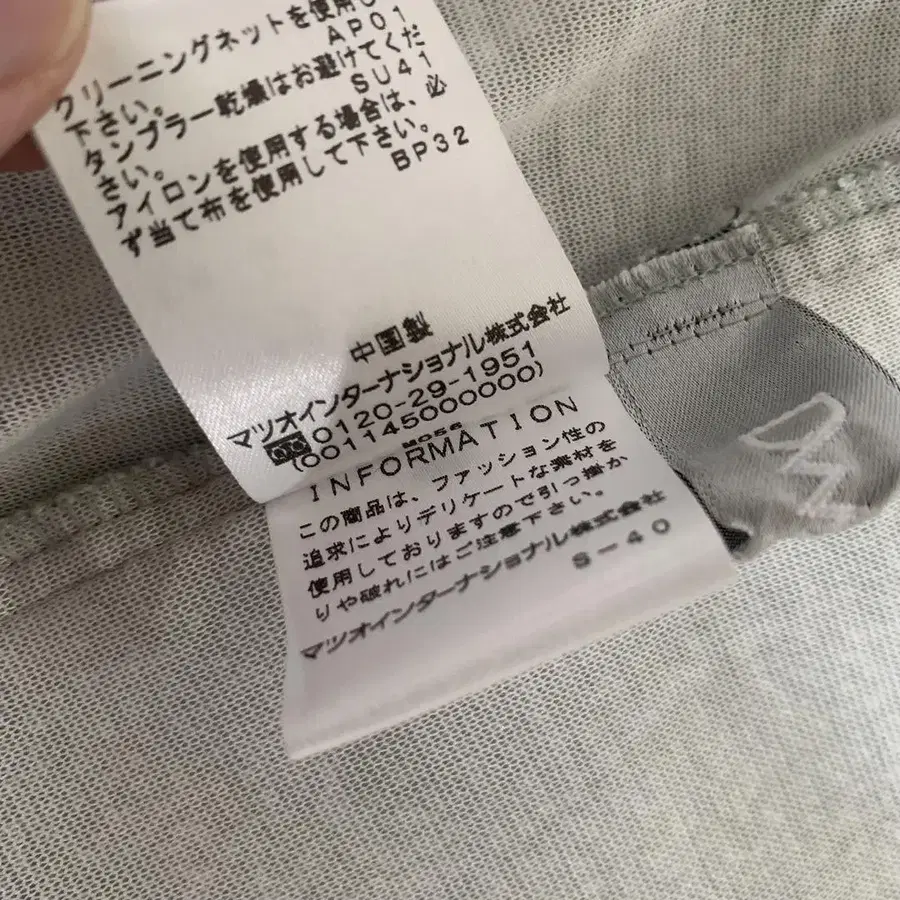 クリーニングネットを使用し
下さい。 AP01
タンブラー乾燥はお避けてくだ
さい。 SU41
アイロンを使用する場合は、必
ず当て布を使用して下さい。
BP32
中国製
マツオインターナショナル株式会社
0120-29-1951
(001145000000)
INFORMATION
この商品は、ファッション性の
追求によりデリケートな素材を
使用しておりますので引っ掛か
りや破れにはご注意下さい。
マツオインターナショナル株式会社
S-40